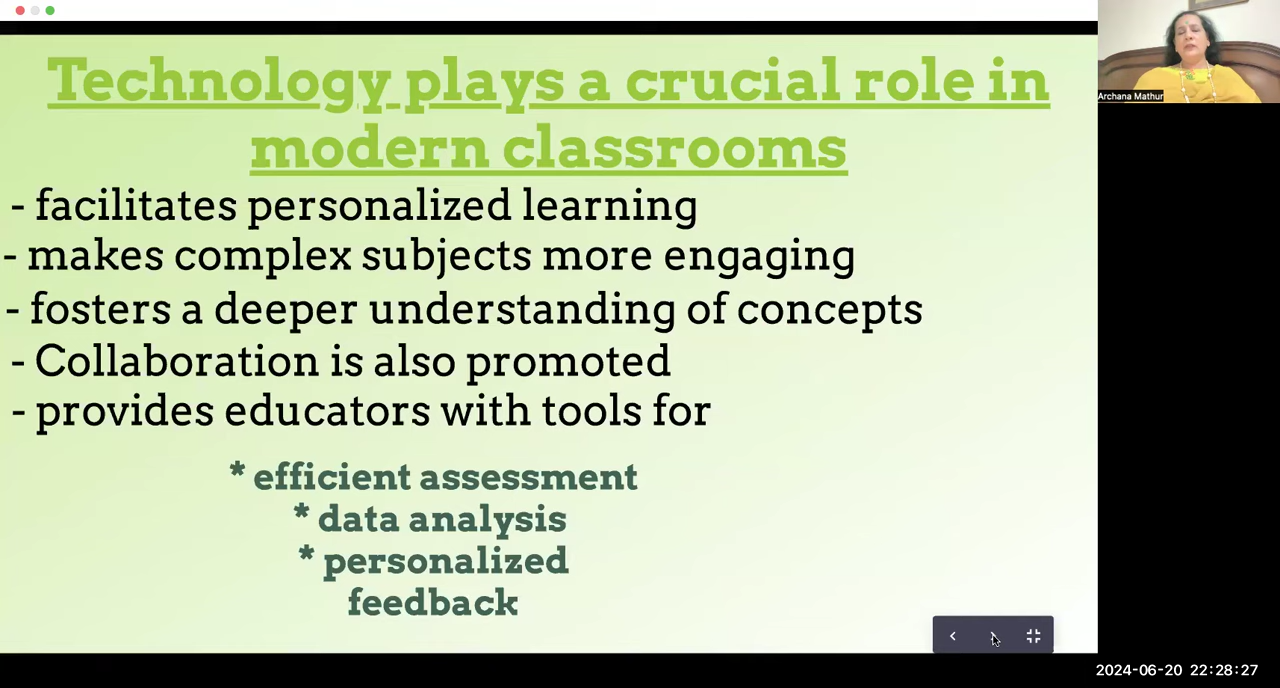 Technology plays a crucial role in
modern classrooms
- facilitates personalized learning
- makes complex subjects more engaging
- fosters a deeper understanding of concepts
- Collaboration is also promoted
- provides educators with tools for
* efficient assessment
* data analysis
* personalized
feedback
Archana Mathur
2024-06-20 22:28:27